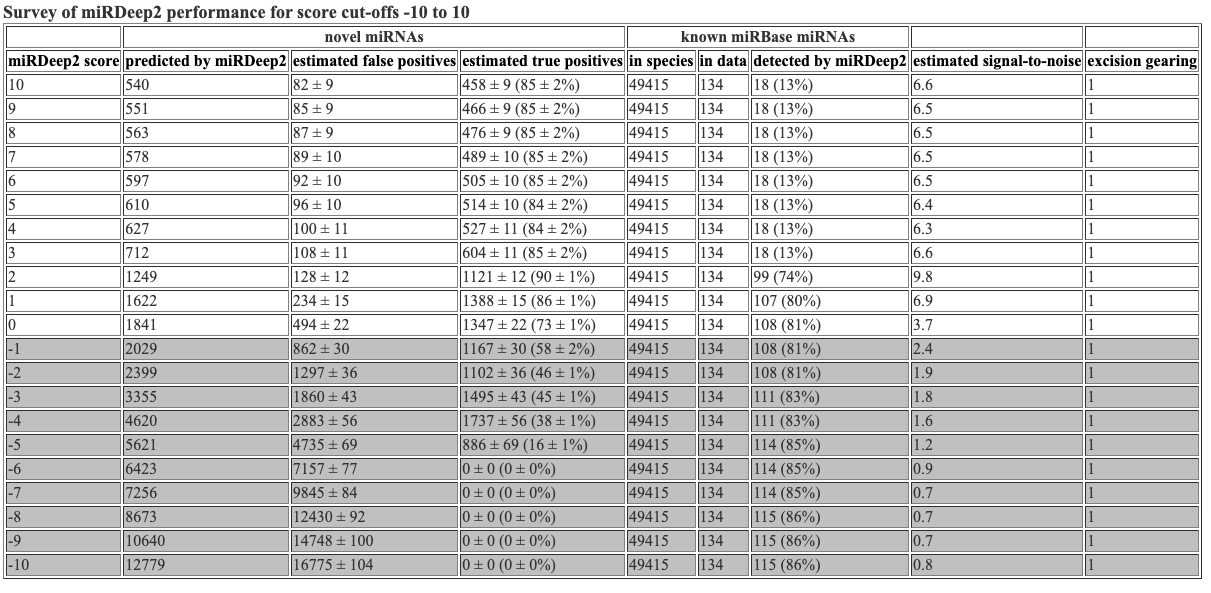 Survey of miRDeep2 performance for score cut-offs -10 to 10
novel miRNAs known miRBase miRNAs
miRDeep2 score predicted by miRDeep2 estimated false positives estimated true positives in species in data detected by miRDeep2 estimated signal-to-noise excision gearing
10 540 82 ± 9 458 ± 9 (85 ± 2%) 49415 134 18 (13%) 6.6 1
9 551 85 ± 9 466 ± 9 (85 ± 2%) 49415 134 18 (13%) 6.5 1
8 563 87 ± 9 476 ± 9 (85 ± 2%) 49415 134 18 (13%) 6.5 1
7 578 89 ± 10 489 ± 10 (85 ± 2%) 49415 134 18 (13%) 6.5 1
6 597 92 ± 10 505 ± 10 (85 ± 2%) 49415 134 18 (13%) 6.5 1
5 610 96 ± 10 514 ± 10 (84 ± 2%) 49415 134 18 (13%) 6.4 1
4 627 100 ± 11 527 ± 11 (84 ± 2%) 49415 134 18 (13%) 6.3 1
3 712 108 ± 11 604 ± 11 (85 ± 2%) 49415 134 18 (13%) 6.6 1
2 1249 128 ± 12 1121 ± 12 (90 ± 1%) 49415 134 99 (74%) 9.8 1
1 1622 234 ± 15 1388 ± 15 (86 ± 1%) 49415 134 107 (80%) 6.9 1
0 1841 494 ± 22 1347 ± 22 (73 ± 1%) 49415 134 108 (81%) 3.7 1
-1 2029 862 ± 30 1167 ± 30 (58 ± 2%) 49415 134 108 (81%) 2.4 1
-2 2399 1297 ± 36 1102 ± 36 (46 ± 1%) 49415 134 108 (81%) 1.9 1
-3 3355 1860 ± 43 1495 ± 43 (45 ± 1%) 49415 134 111 (83%) 1.8 1
-4 4620 2883 ± 56 1737 ± 56 (38 ± 1%) 49415 134 111 (83%) 1.6 1
-5 5621 4735 ± 69 886 ± 69 (16 ± 1%) 49415 134 114 (85%) 1.2 1
-6 6423 7157 ± 77 0 ± 0 (0 ± 0%) 49415 134 114 (85%) 0.9 1
-7 7256 9845 ± 84 0 ± 0 (0 ± 0%) 49415 134 114 (85%) 0.7 1
-8 8673 12430 ± 92 0 ± 0 (0 ± 0%) 49415 134 115 (86%) 0.7 1
-9 10640 14748 ± 100 0 ± 0 (0 ± 0%) 49415 134 115 (86%) 0.7 1
-10 12779 16775 ± 104 0 ± 0 (0 ± 0%) 49415 134 115 (86%) 0.8 1